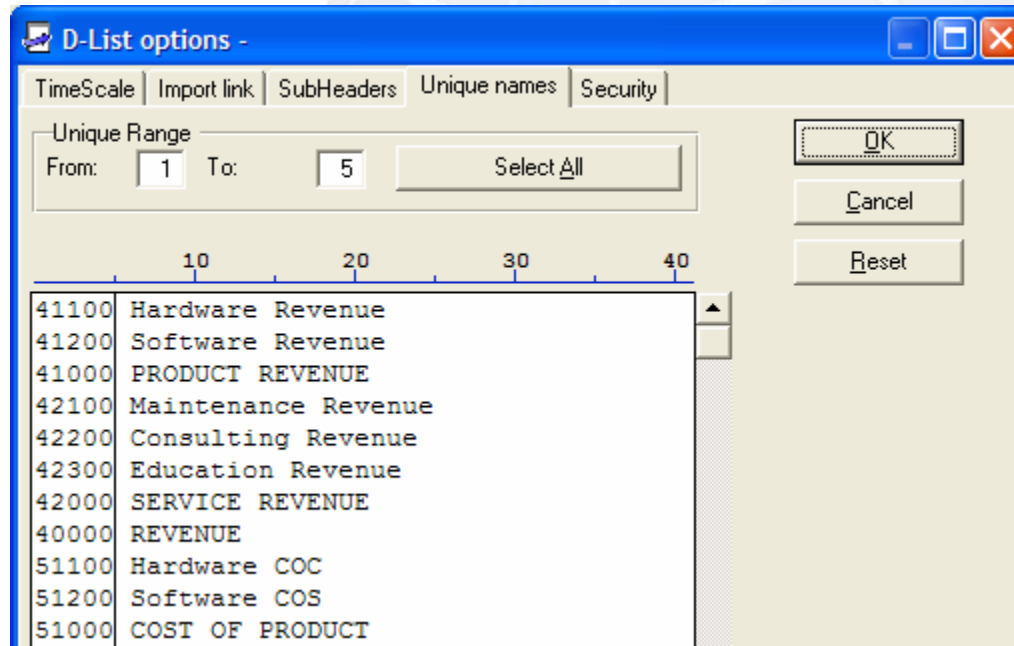 D-List options -
TimeScale Import link SubHeaders Unique names Security
Unique Range
From: 1 To: 5 Select All
OK
Cancel
Reset
10 20 30 40
41100 Hardware Revenue
41200 Software Revenue
41000 PRODUCT REVENUE
42100 Maintenance Revenue
42200 Consulting Revenue
42300 Education Revenue
42000 SERVICE REVENUE
40000 REVENUE
51100 Hardware COC
51200 Software COS
51000 COST OF PRODUCT